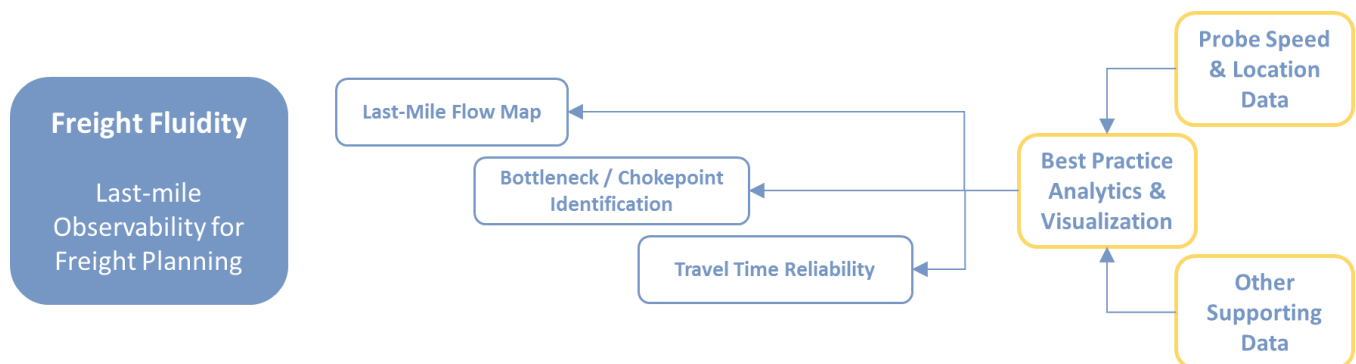 Freight Fluidity
Last-mile
Observability for
Freight Planning
Last-Mile Flow Map
Bottleneck / Chokepoint
Identification
Travel Time Reliability
Best Practice
Analytics &
Visualization
Probe Speed
& Location
Data
Other
Supporting
Data